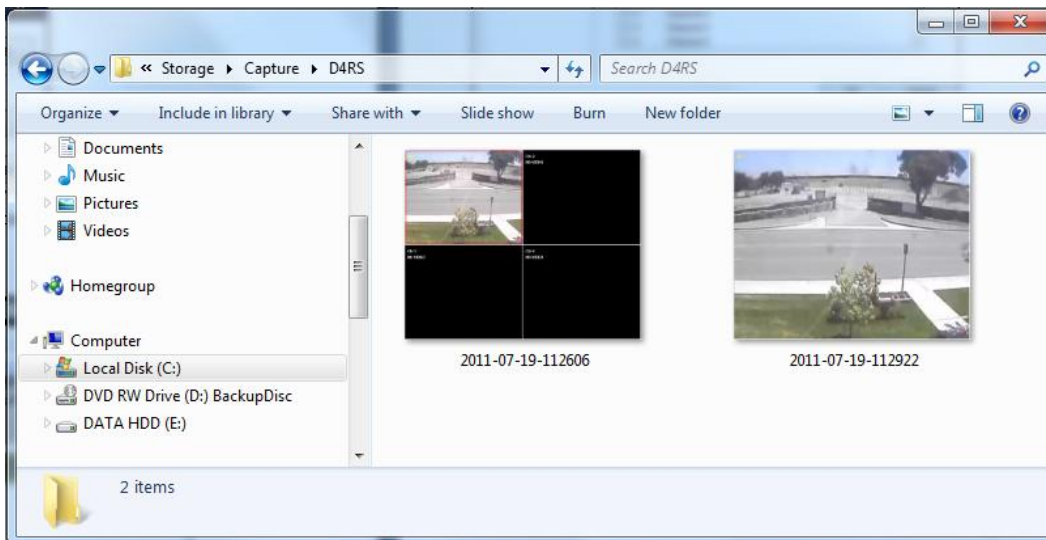 « Storage ▸ Capture ▸ D4RS
Search D4RS
Organize Include in library Share with Slide show Burn New folder
Documents
Music
Pictures
Videos
Homegroup
Computer
Local Disk (C:)
DVD RW Drive (D:) BackupDisc
DATA HDD (E:)
2011-07-19-112606
2011-07-19-112922
2 items